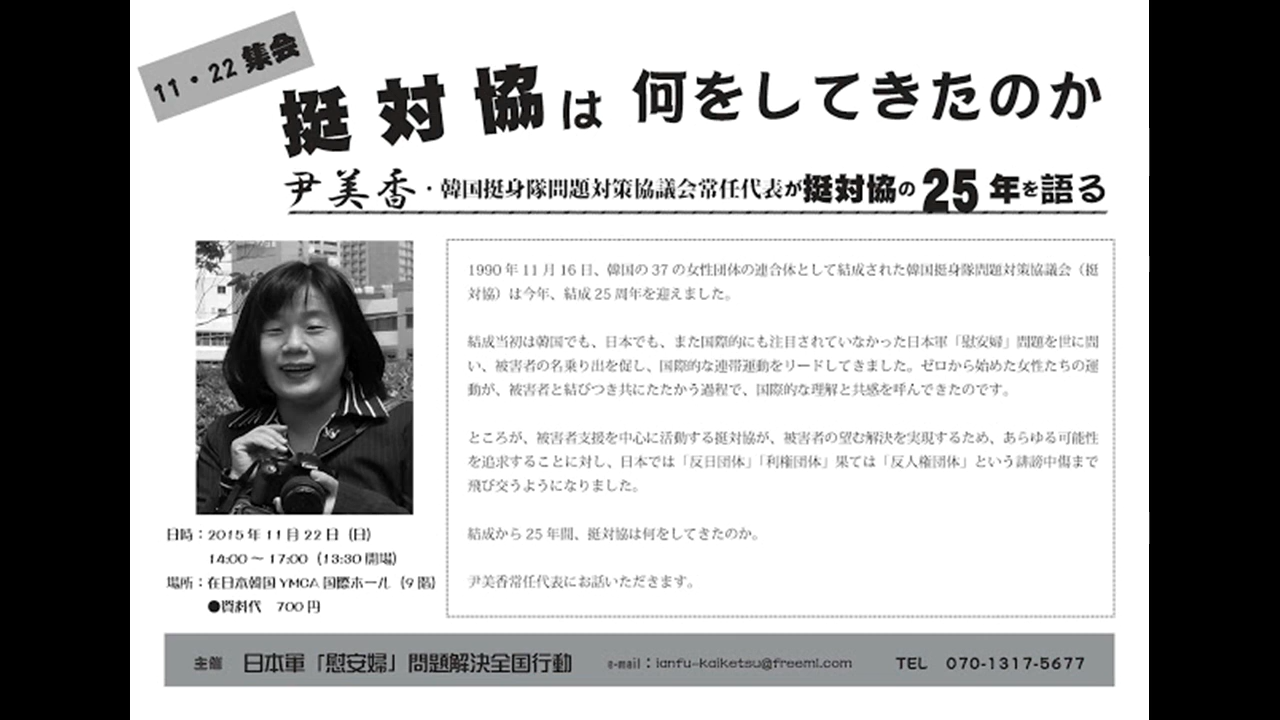 11・22 集会
挺対協は 何をしてきたのか
尹美香・韓国挺身隊問題対策協議会常任代表が挺対協の25年を語る
1990年11月16日、韓国の37の女性団体の連合体として結成された韓国挺身隊問題対策協議会（挺
対協）は今年、結成25周年を迎えました。
結成当初は韓国でも、日本でも、また国際的にも注目されていなかった日本軍「慰安婦」問題を世に問
い、被害者の名乗り出を促し、国際的な連帯運動をリードしてきました。ゼロから始めた女性たちの運
動が、被害者と結びつき共にたたかう過程で、国際的な理解と共感を呼んできたのです。
ところが、被害者支援を中心に活動する挺対協が、被害者の望む解決を実現するため、あらゆる可能性
を追求することに対し、日本では「反日団体」「利権団体」果ては「反人権団体」という誹謗中傷まで
飛び交うようになりました。
結成から25年間、挺対協は何をしてきたのか。
尹美香常任代表にお話いただきます。
日時：2015年11月22日（日）
14:00～17:00（13:30開場）
場所：在日本韓国YMCA国際ホール（9階）
●資料代　700円
主催　日本軍「慰安婦」問題解決全国行動　e-mail：ianfu-kaiketsu@freeml.com　TEL　070-1317-5677